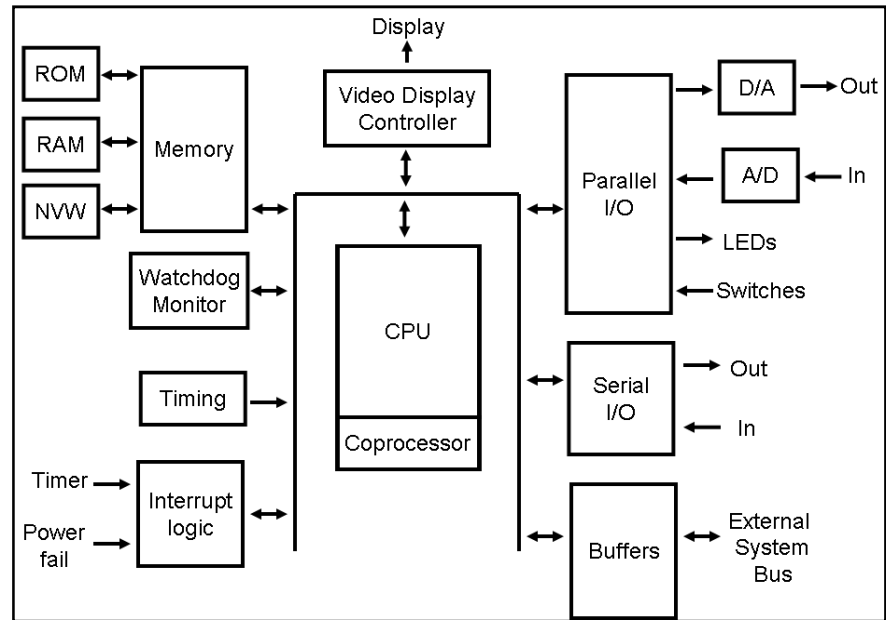 Display
ROM
RAM
NVW
Memory
Video Display
Controller
Parallel
I/O
D/A
Out
A/D
In
LEDs
Switches
Watchdog
Monitor
CPU
Coprocessor
Timing
Serial
I/O
Out
In
Timer
Power
fail
Interrupt
logic
Buffers
External
System
Bus